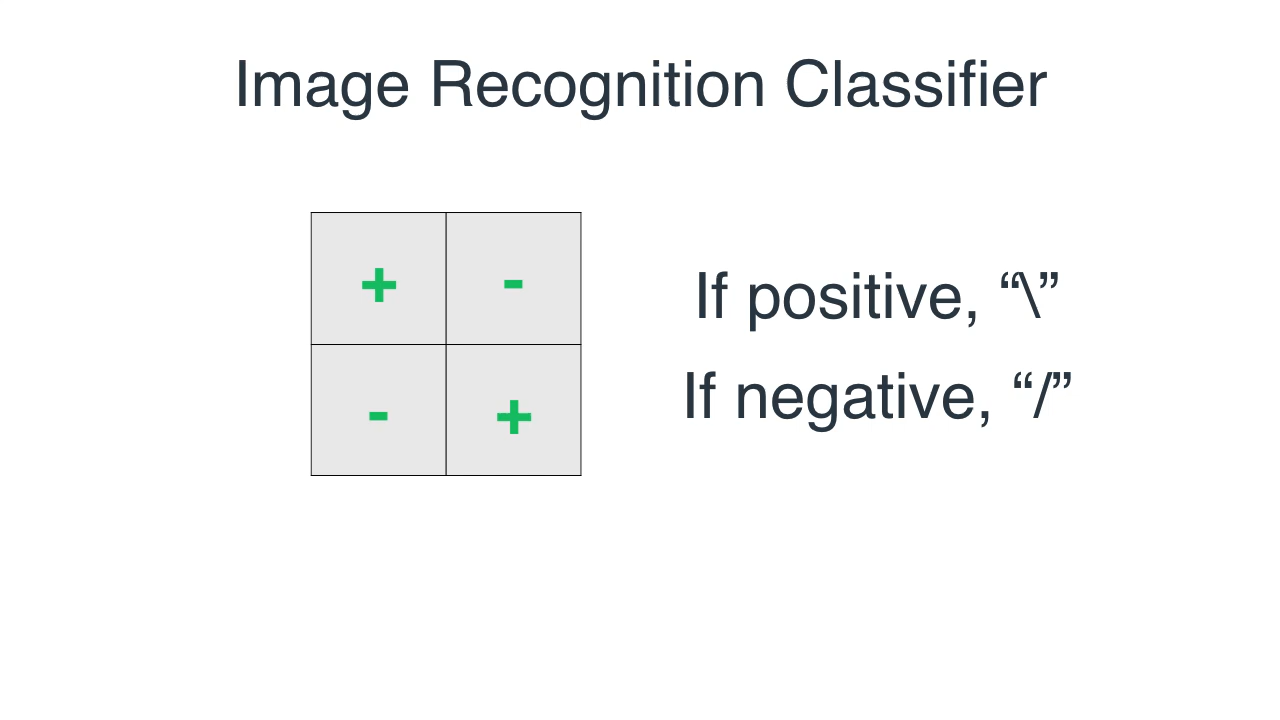 Image Recognition Classifier
+ -
- +
If positive, “\”
If negative, “/”